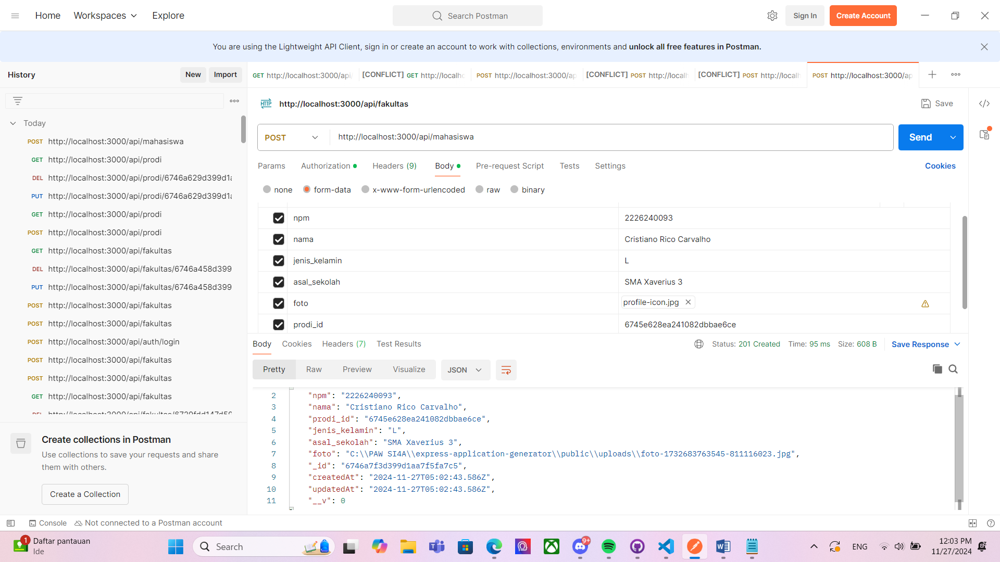 Home Workspaces Explore Search Postman Sign In Create Account
You are using the Lightweight API Client, sign in or create an account to work with collections, environments and unlock all free features in Postman.
History New Import
GET http://localhost:3000/api/ [CONFLICT] GET http://localho POST http://localhost:3000/ap [CONFLICT] POST http://localh [CONFLICT] POST http://localh POST http://localhost:3000/ap
HTTP http://localhost:3000/api/fakultas Save
Today
POST http://localhost:3000/api/mahasiswa
GET http://localhost:3000/api/prodi
DEL http://localhost:3000/api/prodi/6746a629d399d1a
PUT http://localhost:3000/api/prodi/6746a629d399d1a
GET http://localhost:3000/api/prodi
POST http://localhost:3000/api/prodi
GET http://localhost:3000/api/fakultas
DEL http://localhost:3000/api/fakultas/6746a458d399
PUT http://localhost:3000/api/fakultas/6746a458d399
POST http://localhost:3000/api/fakultas
POST http://localhost:3000/api/fakultas
POST http://localhost:3000/api/auth/login
POST http://localhost:3000/api/fakultas
POST http://localhost:3000/api/fakultas
GET http://localhost:3000/api/fakultas
Create collections in Postman
Use collections to save your requests and share
them with others.
Create a Collection
POST http://localhost:3000/api/mahasiswa Send
Params Authorization Headers (9) Body Pre-request Script Tests Settings Cookies
none form-data x-www-form-urlencoded raw binary
npm 2226240093
nama Cristiano Rico Carvalho
jenis_kelamin L
asal_sekolah SMA Xaverius 3
foto profile-icon.jpg
prodi_id 6745e628ea241082dbbae6ce
Body Cookies Headers (7) Test Results Status: 201 Created Time: 95 ms Size: 608 B Save Response
Pretty Raw Preview Visualize JSON
2 "npm": "2226240093",
3 "nama": "Cristiano Rico Carvalho",
4 "prodi_id": "6745e628ea241082dbbae6ce",
5 "jenis_kelamin": "L",
6 "asal_sekolah": "SMA Xaverius 3",
7 "foto": "C:\\PAW SI4A\\express-application-generator\\public\\uploads\\foto-1732683763545-811116023.jpg",
8 "_id": "6746a7f3d399d1aa7f5fa7c5",
9 "createdAt": "2024-11-27T05:02:43.586Z",
10 "updatedAt": "2024-11-27T05:02:43.586Z",
11 "__v": 0
Console Not connected to a Postman account
1 Daftar pantauan
Ide
Search
9+
ENG
12:03 PM
11/27/2024